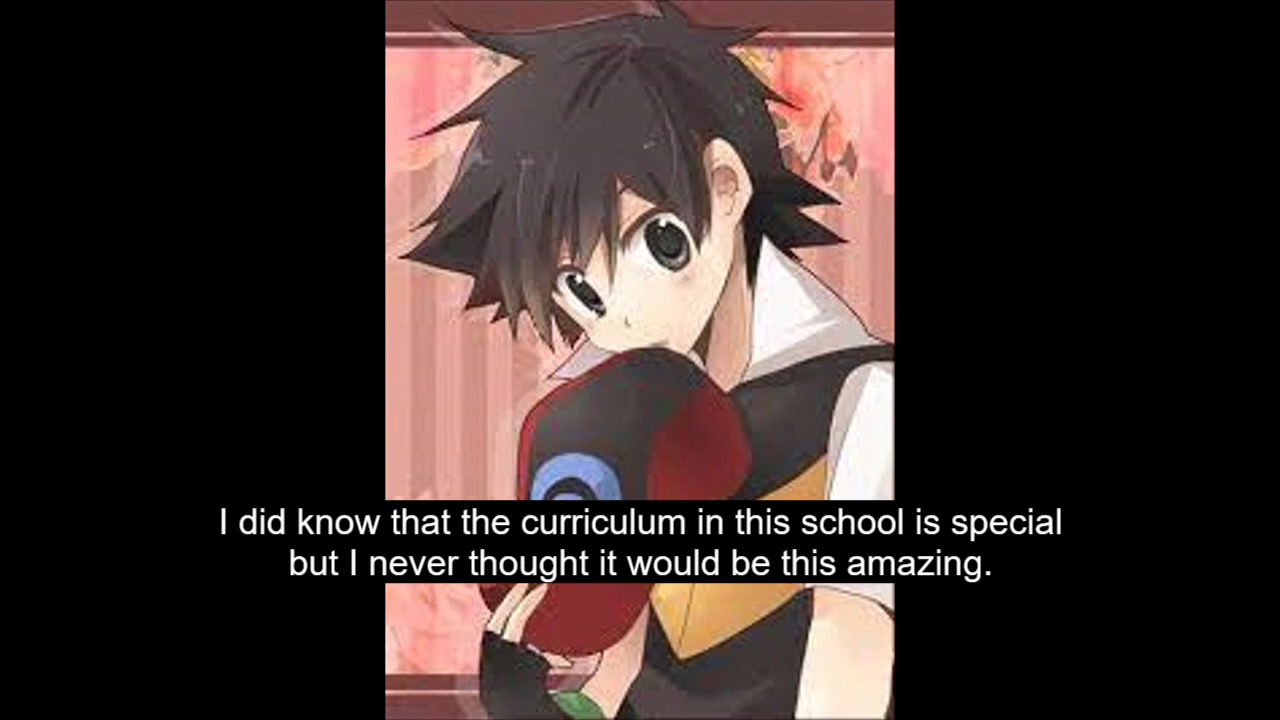 I did know that the curriculum in this school is special
but I never thought it would be this amazing.